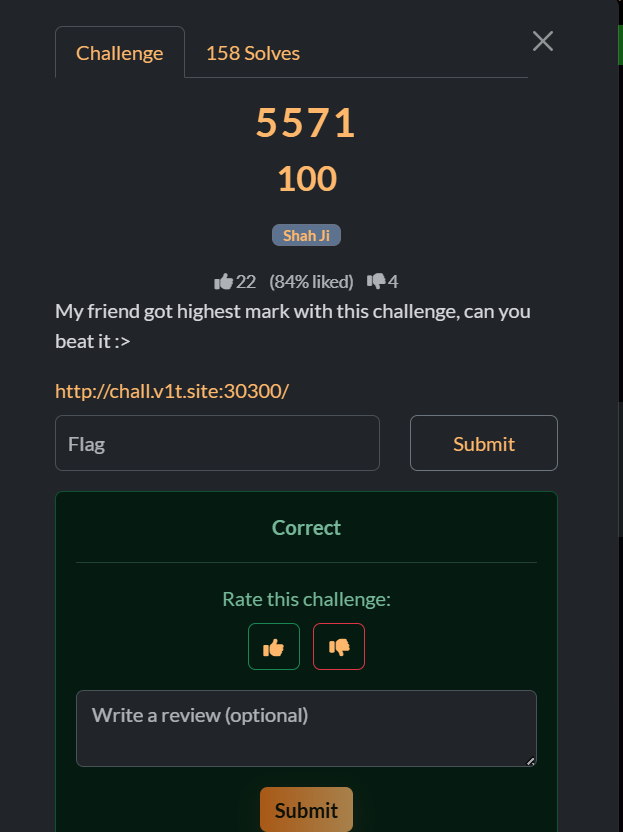 Challenge
158 Solves
5571
100
Shah Ji
22 (84% liked) 4
My friend got highest mark with this challenge, can you
beat it :>
http://chall.v1t.site:30300/
Flag
Submit
Correct
Rate this challenge:
Write a review (optional)
Submit